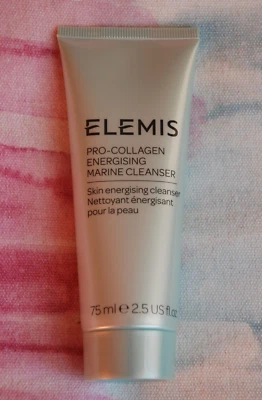 ELEMIS
PRO-COLLAGEN
ENERGISING
MARINE CLEANSER
Skin energising cleanser
Nettoyant énergisant
pour la peau
75 ml ℮ 2.5 US fl.oz